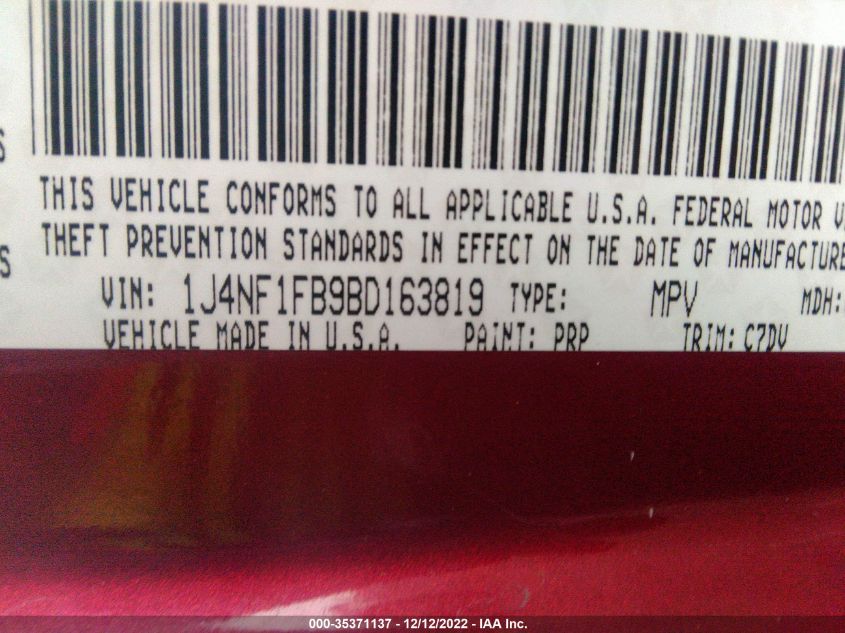 THIS VEHICLE CONFORMS TO ALL APPLICABLE U.S.A. FEDERAL MOTOR
THEFT PREVENTION STANDARDS IN EFFECT ON THE DATE OF MANUFACTURE
VIN: 1J4NF1FB9BD163819 TYPE: MPV MDH:
VEHICLE MADE IN U.S.A. PAINT: PRP TRIM: C7DV
000-35371137 - 12/12/2022 - IAA Inc.